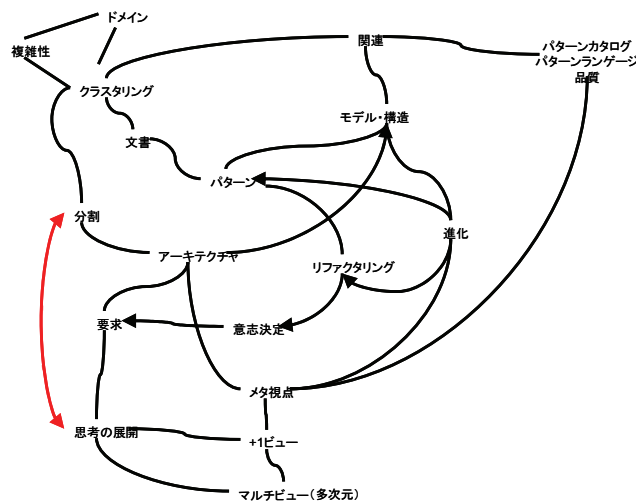 ドメイン
複雑性
関連
パターンカタログ
パターンランゲージ
品質
クラスタリング
モデル・構造
文書
パターン
分割
進化
アーキテクチャ
リファクタリング
要求
意志決定
メタ視点
思考の展開
+1ビュー
マルチビュー(多次元)